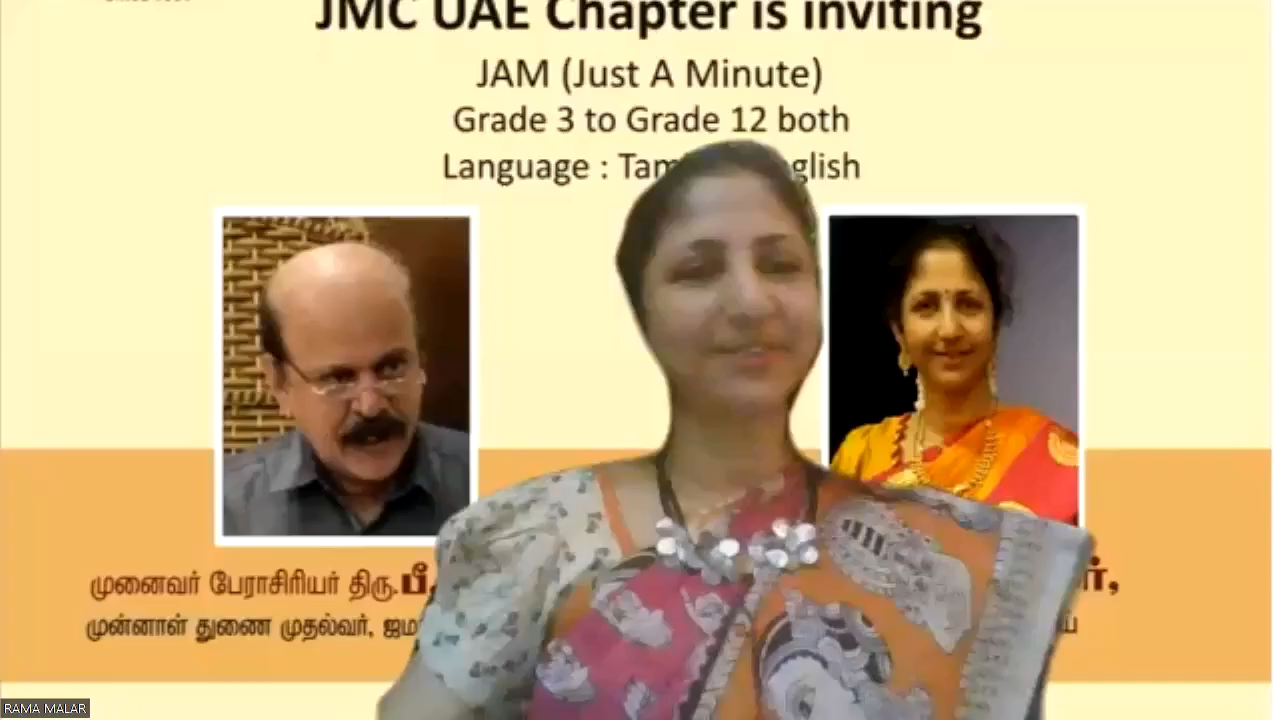 JMC UAE Chapter is inviting
JAM (Just A Minute)
Grade 3 to Grade 12 both
Language : Tam glish
முனைவர் பேராசிரியர் திரு.பீ. ர்,
முன்னாள் துணை முதல்வர், ஜம
RAMA MALAR